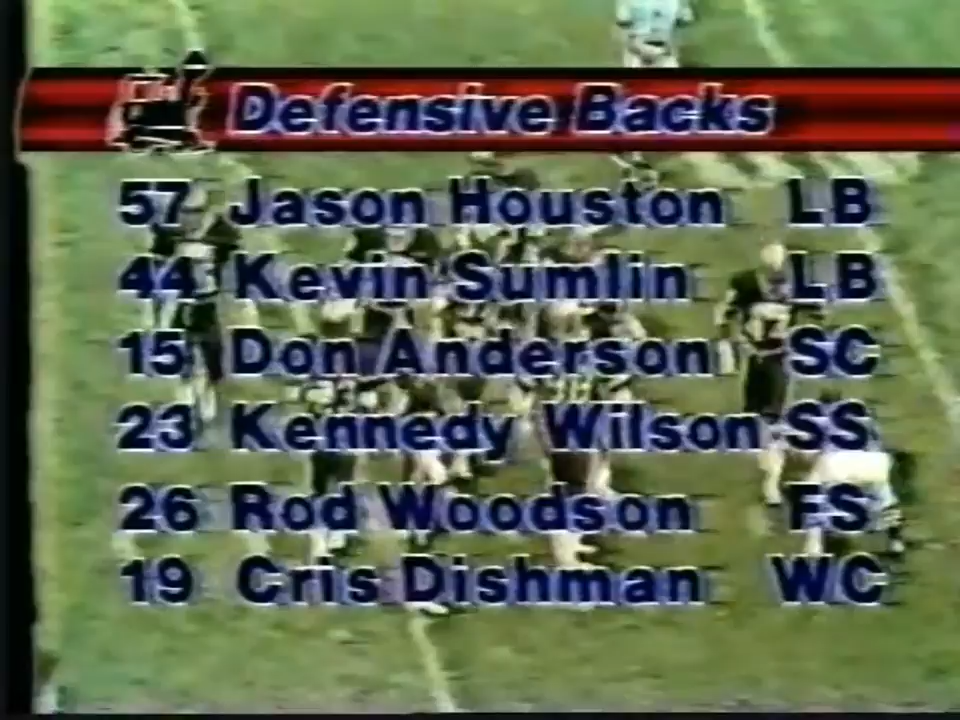 Defensive Backs
57 Jason Houston LB
44 Kevin Sumlin LB
15 Don Anderson SC
23 Kennedy Wilson SS
26 Rod Woodson FS
19 Cris Dishman WC